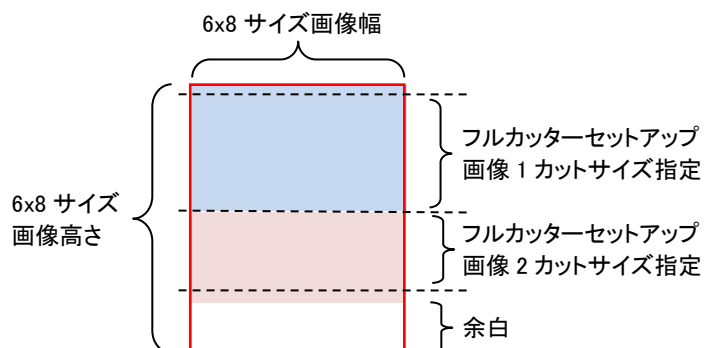 6x8 サイズ画像幅
フルカッターセットアップ
画像 1 カットサイズ指定
6x8 サイズ
画像高さ
フルカッターセットアップ
画像 2 カットサイズ指定
余白